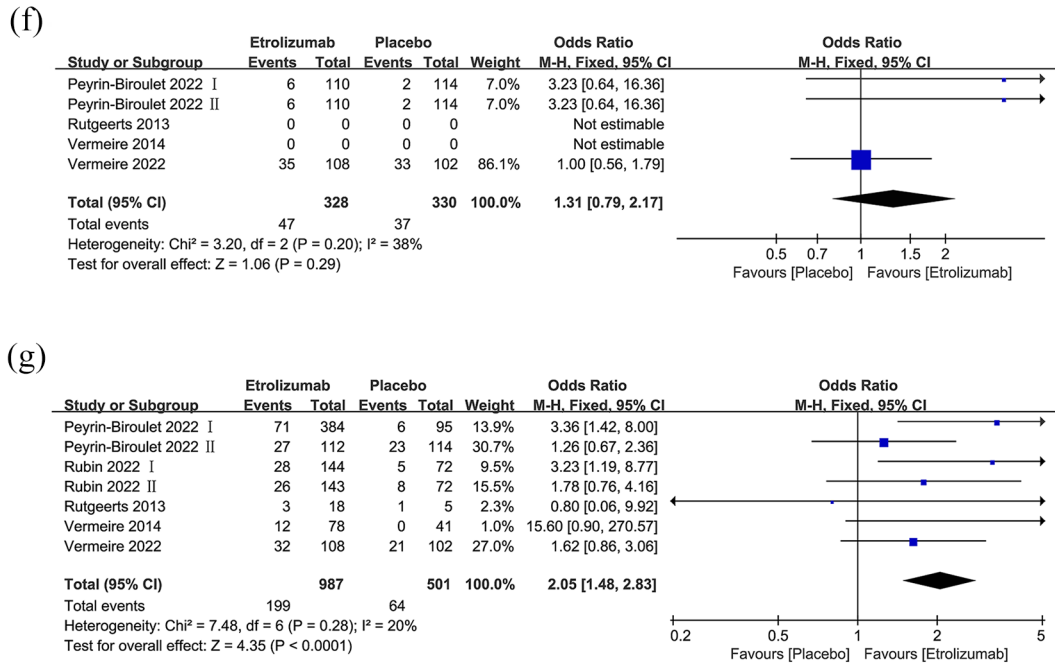 (f)
Etrolizumab Placebo Odds Ratio Odds Ratio
Study or Subgroup Events Total Events Total Weight M-H, Fixed, 95% CI M-H, Fixed, 95% CI
Peyrin-Biroulet 2022 Ⅰ 6 110 2 114 7.0% 3.23 [0.64, 16.36]
Peyrin-Biroulet 2022 Ⅱ 6 110 2 114 7.0% 3.23 [0.64, 16.36]
Rutgeerts 2013 0 0 0 0 Not estimable
Vermeire 2014 0 0 0 0 Not estimable
Vermeire 2022 35 108 33 102 86.1% 1.00 [0.56, 1.79]
Total (95% CI) 328 330 100.0% 1.31 [0.79, 2.17]
Total events 47 37
Heterogeneity: Chi² = 3.20, df = 2 (P = 0.20); I² = 38%
Test for overall effect: Z = 1.06 (P = 0.29)
0.5 0.7 1 1.5 2
Favours [Placebo] Favours [Etrolizumab]
(g)
Etrolizumab Placebo Odds Ratio Odds Ratio
Study or Subgroup Events Total Events Total Weight M-H, Fixed, 95% CI M-H, Fixed, 95% CI
Peyrin-Biroulet 2022 Ⅰ 71 384 6 95 13.9% 3.36 [1.42, 8.00]
Peyrin-Biroulet 2022 Ⅱ 27 112 23 114 30.7% 1.26 [0.67, 2.36]
Rubin 2022 Ⅰ 28 144 5 72 9.5% 3.23 [1.19, 8.77]
Rubin 2022 Ⅱ 26 143 8 72 15.5% 1.78 [0.76, 4.16]
Rutgeerts 2013 3 18 1 5 2.3% 0.80 [0.06, 9.92]
Vermeire 2014 12 78 0 41 1.0% 15.60 [0.90, 270.57]
Vermeire 2022 32 108 21 102 27.0% 1.62 [0.86, 3.06]
Total (95% CI) 987 501 100.0% 2.05 [1.48, 2.83]
Total events 199 64
Heterogeneity: Chi² = 7.48, df = 6 (P = 0.28); I² = 20%
Test for overall effect: Z = 4.35 (P < 0.0001)
0.2 0.5 1 2 5
Favours [Placebo] Favours [Etrolizumab]